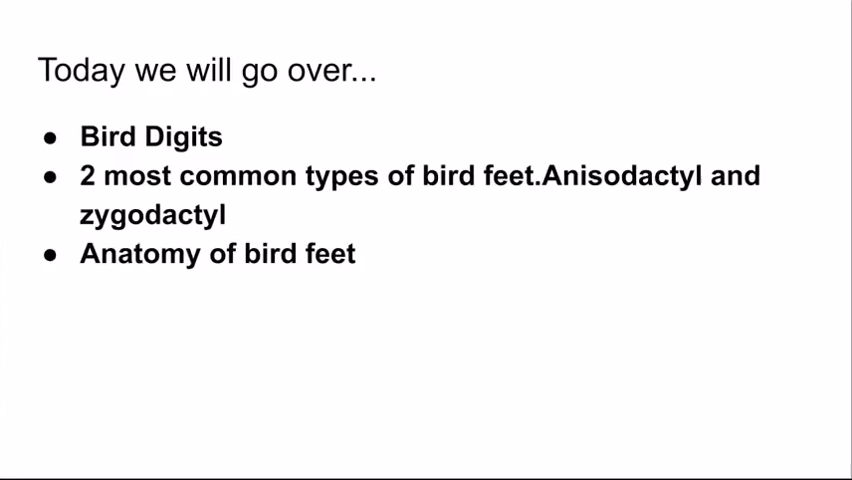 Today we will go over...
● Bird Digits
● 2 most common types of bird feet.Anisodactyl and
zygodactyl
● Anatomy of bird feet